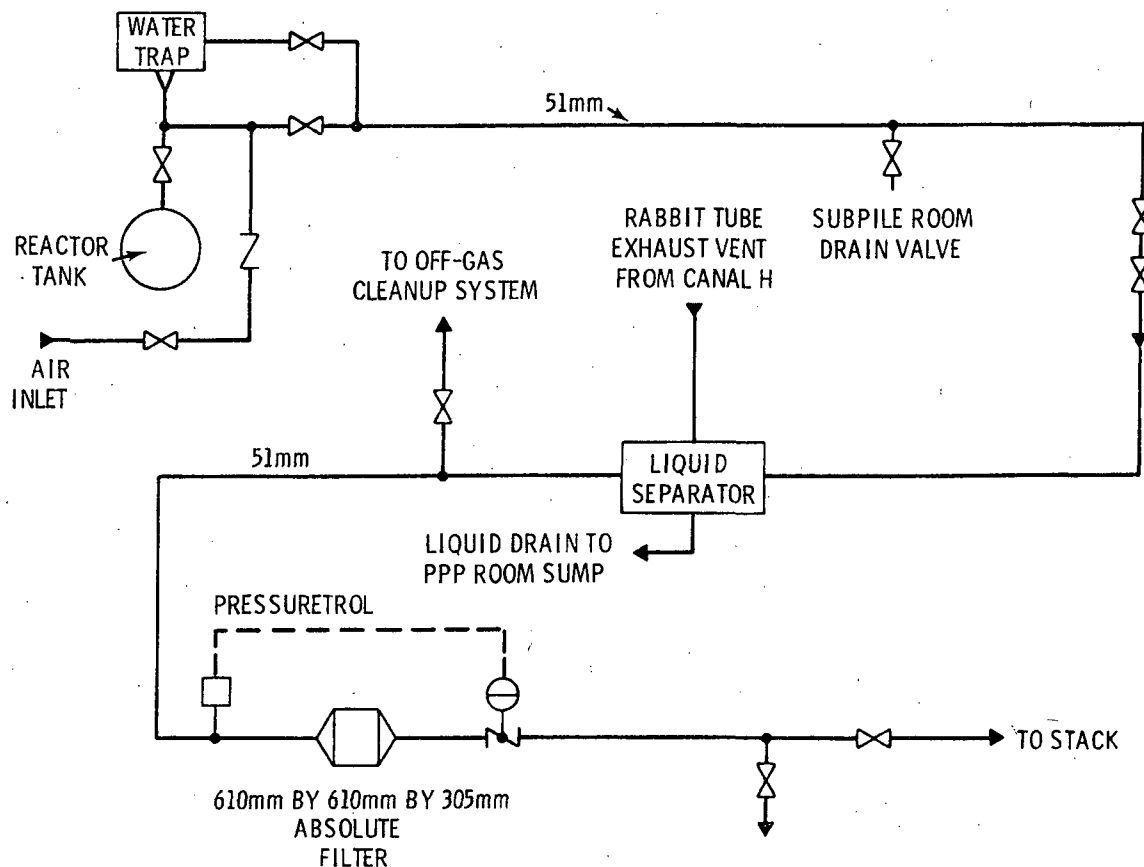 WATER
TRAP
51mm
REACTOR
TANK
AIR
INLET
TO OFF-GAS
CLEANUP SYSTEM
RABBIT TUBE
EXHAUST VENT
FROM CANAL H
SUBPILE ROOM
DRAIN VALVE
51mm
LIQUID
SEPARATOR
LIQUID DRAIN TO
PPP ROOM SUMP
PRESSURETROL
TO STACK
610mm BY 610mm BY 305mm
ABSOLUTE
FILTER